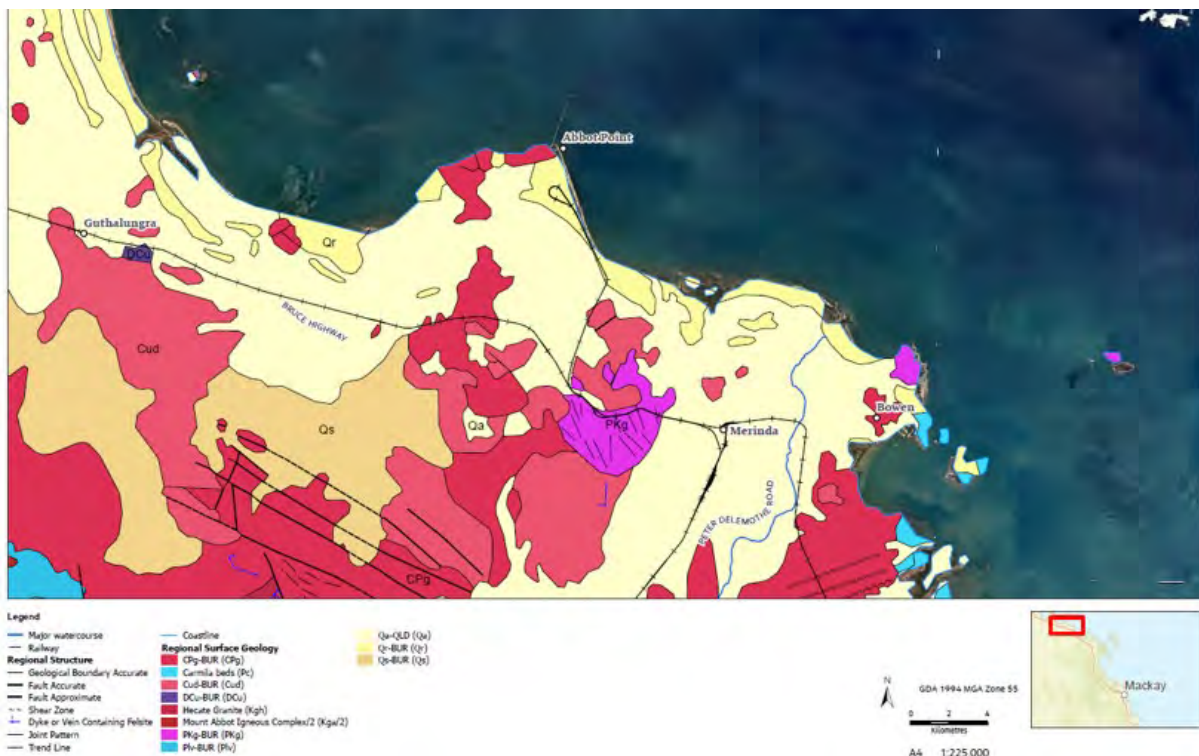 Abbot Point
Guthalungra
Qr
DCu
BRUCE HIGHWAY
Cud
Qs
Qa
PKg
Merinda
Bowen
PETER DELEMOTHE ROAD
CPg
Legend
Major watercourse
Railway
Regional Structure
Geological Boundary Accurate
Fault Accurate
Fault Approximate
Shear Zone
Dyke or Vein Containing Felsite
Joint Pattern
Trend Line
Coastline
Regional Surface Geology
CPg-BUR (CPg)
Carmila beds (Pc)
Cud-BUR (Cud)
DCu-BUR (DCu)
Hecate Granite (Kgh)
Mount Abbot Igneous Complex/2 (Kga/2)
PKg-BUR (PKg)
Plv-BUR (Plv)
Qa-QLD (Qa)
Qr-BUR (Qr)
Qs-BUR (Qs)
N
GDA 1994 MGA Zone 55
0 2 4
Kilometres
A4 1:225,000
Mackay